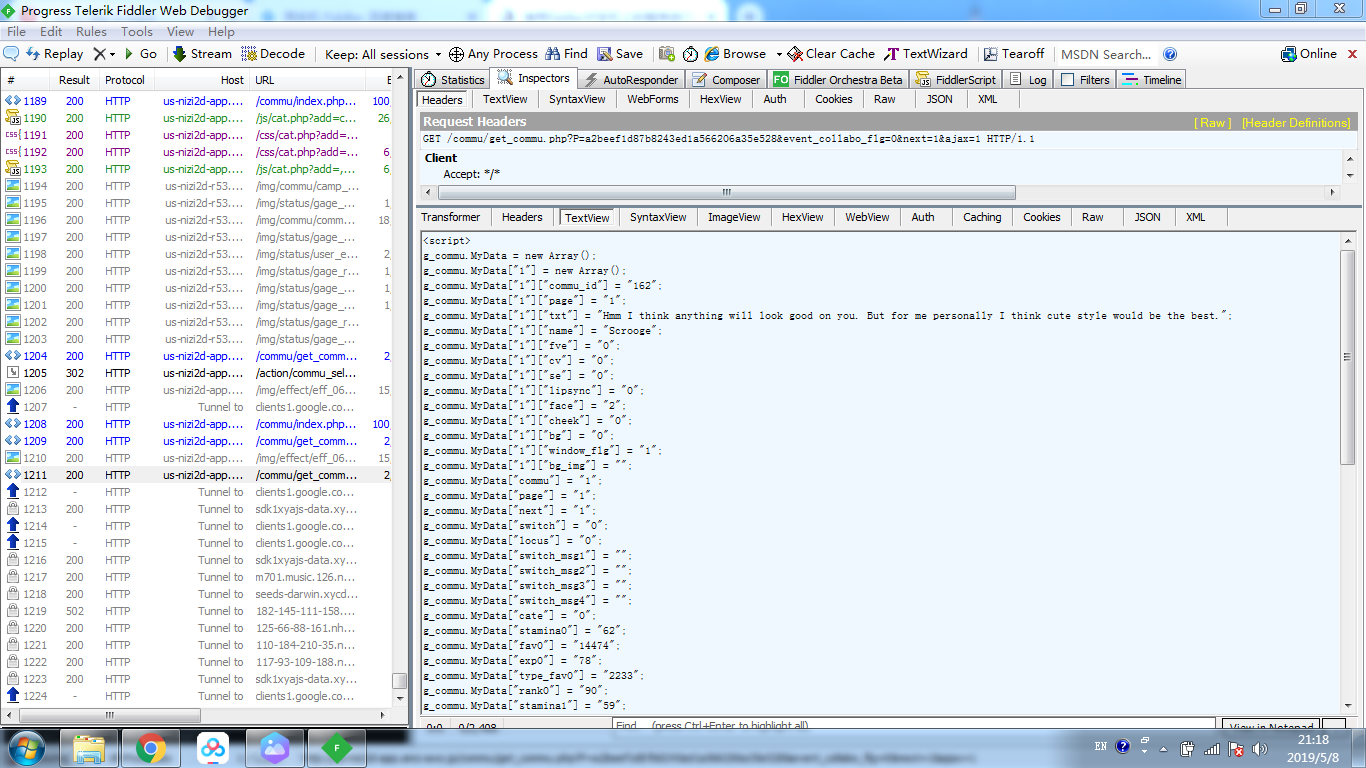 Progress Telerik Fiddler Web Debugger
File Edit Rules Tools View Help
Replay Go Stream Decode Keep: All sessions Any Process Find Save Browse Clear Cache TextWizard Tearoff MSDN Search... Online
# Result Protocol Host URL
1189 200 HTTP us-nizi2d-app.... /commu/index.php... 100,
1190 200 HTTP us-nizi2d-app.... /js/cat.php?add=c... 26,
1191 200 HTTP us-nizi2d-app.... /css/cat.php?add=...
1192 200 HTTP us-nizi2d-app.... /css/cat.php?add=... 6,
1193 200 HTTP us-nizi2d-app.... /js/cat.php?add=,... 6,
1194 200 HTTP us-nizi2d-r53.... /img/commu/camp_...
1195 200 HTTP us-nizi2d-r53.... /img/status/gage_... 1,
1196 200 HTTP us-nizi2d-r53.... /img/commu/comm... 18,
1197 200 HTTP us-nizi2d-r53.... /img/status/gage_...
1198 200 HTTP us-nizi2d-r53.... /img/status/user_e... 2,
1199 200 HTTP us-nizi2d-r53.... /img/status/gage_r... 1,
1200 200 HTTP us-nizi2d-r53.... /img/status/gage_r... 1,
1201 200 HTTP us-nizi2d-r53.... /img/status/gage_r... 1,
1202 200 HTTP us-nizi2d-r53.... /img/status/gage_r...
1203 200 HTTP us-nizi2d-r53.... /img/status/gage_r...
1204 200 HTTP us-nizi2d-app.... /commu/get_comm... 2,
1205 302 HTTP us-nizi2d-app.... /action/commu_sel...
1206 200 HTTP us-nizi2d-app.... /img/effect/eff_06... 15,
1207 - HTTP Tunnel to clients1.google.co...
1208 200 HTTP us-nizi2d-app.... /commu/index.php... 100,
1209 200 HTTP us-nizi2d-app.... /commu/get_comm... 2,
1210 200 HTTP us-nizi2d-app.... /img/effect/eff_06... 15,
1211 200 HTTP us-nizi2d-app.... /commu/get_comm... 2,
1212 - HTTP Tunnel to clients1.google.co...
1213 200 HTTP Tunnel to sdk1xyajs-data.xy...
1214 - HTTP Tunnel to clients1.google.co...
1215 - HTTP Tunnel to clients1.google.co...
1216 200 HTTP Tunnel to sdk1xyajs-data.xy...
1217 200 HTTP Tunnel to m701.music.126.n...
1218 200 HTTP Tunnel to seeds-darwin.xycd...
1219 502 HTTP Tunnel to 182-145-111-158....
1220 200 HTTP Tunnel to 125-66-88-161.nh...
1221 200 HTTP Tunnel to 110-184-210-35.n...
1222 200 HTTP Tunnel to 117-93-109-188.n...
1223 200 HTTP Tunnel to sdk1xyajs-data.xy...
1224 - HTTP Tunnel to clients1.google.co...
Statistics Inspectors AutoResponder Composer FO Fiddler Orchestra Beta FiddlerScript Log Filters Timeline
Headers TextView SyntaxView WebForms HexView Auth Cookies Raw JSON XML
Request Headers [ Raw ] [Header Definitions]
GET /commu/get_commu.php?P=a2beef1d87b8243ed1a566206a35e528&event_collabo_flg=0&next=1&ajax=1 HTTP/1.1
Client
Accept: */*
Transformer Headers TextView SyntaxView ImageView HexView WebView Auth Caching Cookies Raw JSON XML
<script>
g_commu.MyData = new Array();
g_commu.MyData["1"] = new Array();
g_commu.MyData["1"]["commu_id"] = "162";
g_commu.MyData["1"]["page"] = "1";
g_commu.MyData["1"]["txt"] = "Hmm I think anything will look good on you. But for me personally I think cute style would be the best.";
g_commu.MyData["1"]["name"] = "Scrooge";
g_commu.MyData["1"]["fve"] = "0";
g_commu.MyData["1"]["cv"] = "0";
g_commu.MyData["1"]["se"] = "0";
g_commu.MyData["1"]["lipsync"] = "0";
g_commu.MyData["1"]["face"] = "2";
g_commu.MyData["1"]["cheek"] = "0";
g_commu.MyData["1"]["bg"] = "0";
g_commu.MyData["1"]["window_flg"] = "1";
g_commu.MyData["1"]["bg_img"] = "";
g_commu.MyData["commu"] = "1";
g_commu.MyData["page"] = "1";
g_commu.MyData["next"] = "1";
g_commu.MyData["switch"] = "0";
g_commu.MyData["locus"] = "0";
g_commu.MyData["switch_msg1"] = "";
g_commu.MyData["switch_msg2"] = "";
g_commu.MyData["switch_msg3"] = "";
g_commu.MyData["switch_msg4"] = "";
g_commu.MyData["cate"] = "0";
g_commu.MyData["stamina0"] = "62";
g_commu.MyData["fav0"] = "14474";
g_commu.MyData["exp0"] = "78";
g_commu.MyData["type_fav0"] = "2233";
g_commu.MyData["rank0"] = "90";
g_commu.MyData["stamina1"] = "59";
0:0 0/2,408 Find... (press Ctrl+Enter to highlight all) View in Notepad ...
EN 21:18
2019/5/8